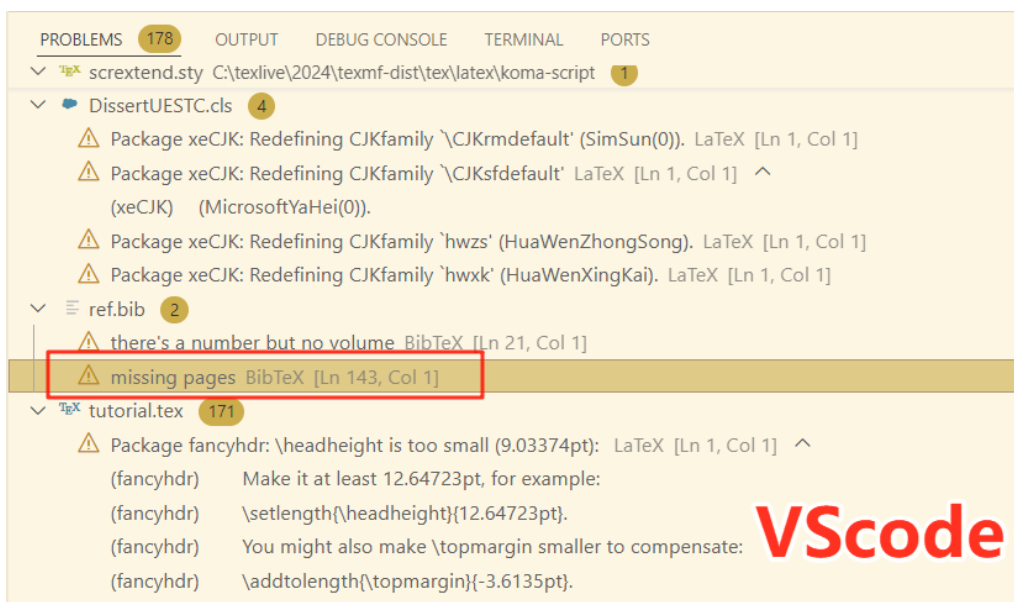 PROBLEMS 178 OUTPUT DEBUG CONSOLE TERMINAL PORTS
TEX scrextend.sty C:\texlive\2024\texmf-dist\tex\latex\koma-script 1
DissertUESTC.cls 4
Package xeCJK: Redefining CJKfamily `\CJKrmdefault' (SimSun(0)). LaTeX [Ln 1, Col 1]
Package xeCJK: Redefining CJKfamily `\CJKsfdefault' LaTeX [Ln 1, Col 1]
(xeCJK) (MicrosoftYaHei(0)).
Package xeCJK: Redefining CJKfamily `hwzs' (HuaWenZhongSong). LaTeX [Ln 1, Col 1]
Package xeCJK: Redefining CJKfamily `hwxk' (HuaWenXingKai). LaTeX [Ln 1, Col 1]
ref.bib 2
there's a number but no volume BibTeX [Ln 21, Col 1]
missing pages BibTeX [Ln 143, Col 1]
TEX tutorial.tex 171
Package fancyhdr: \headheight is too small (9.03374pt): LaTeX [Ln 1, Col 1]
(fancyhdr) Make it at least 12.64723pt, for example:
(fancyhdr) \setlength{\headheight}{12.64723pt}.
(fancyhdr) You might also make \topmargin smaller to compensate:
(fancyhdr) \addtolength{\topmargin}{-3.6135pt}.
VScode